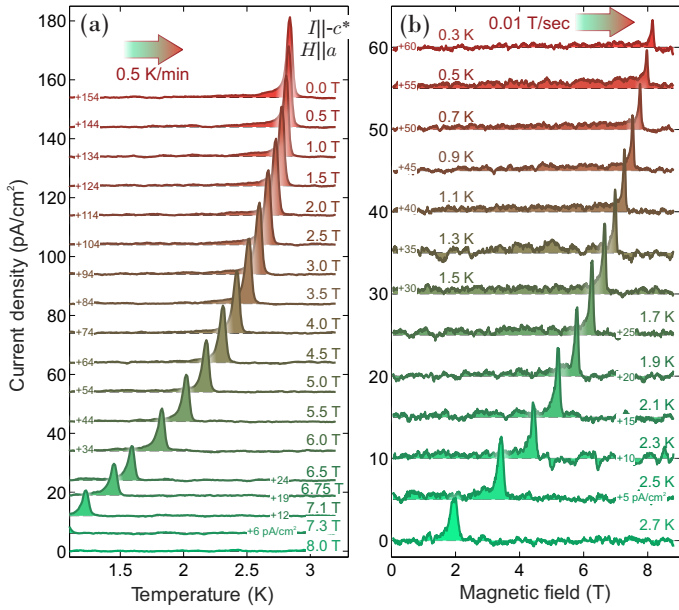 (a)
I||-c*
H||a
0.5 K/min
180
160
140
120
100
80
60
40
20
0
Current density (pA/cm²)
+154
0.0 T
+144
0.5 T
+134
1.0 T
+124
1.5 T
+114
2.0 T
+104
2.5 T
+94
3.0 T
+84
3.5 T
+74
4.0 T
+64
4.5 T
+54
5.0 T
+44
5.5 T
+34
6.0 T
+24
6.5 T
+19
6.75 T
+12
7.1 T
+6 pA/cm²
7.3 T
8.0 T
1.5
2.0
2.5
3.0
Temperature (K)
(b)
0.01 T/sec
60
50
40
30
20
10
0
0.3 K
+60
0.5 K
+55
0.7 K
+50
0.9 K
+45
1.1 K
+40
1.3 K
+35
1.5 K
+30
1.7 K
+25
1.9 K
+20
2.1 K
+15
2.3 K
+10
2.5 K
+5 pA/cm²
2.7 K
0
2
4
6
8
Magnetic field (T)